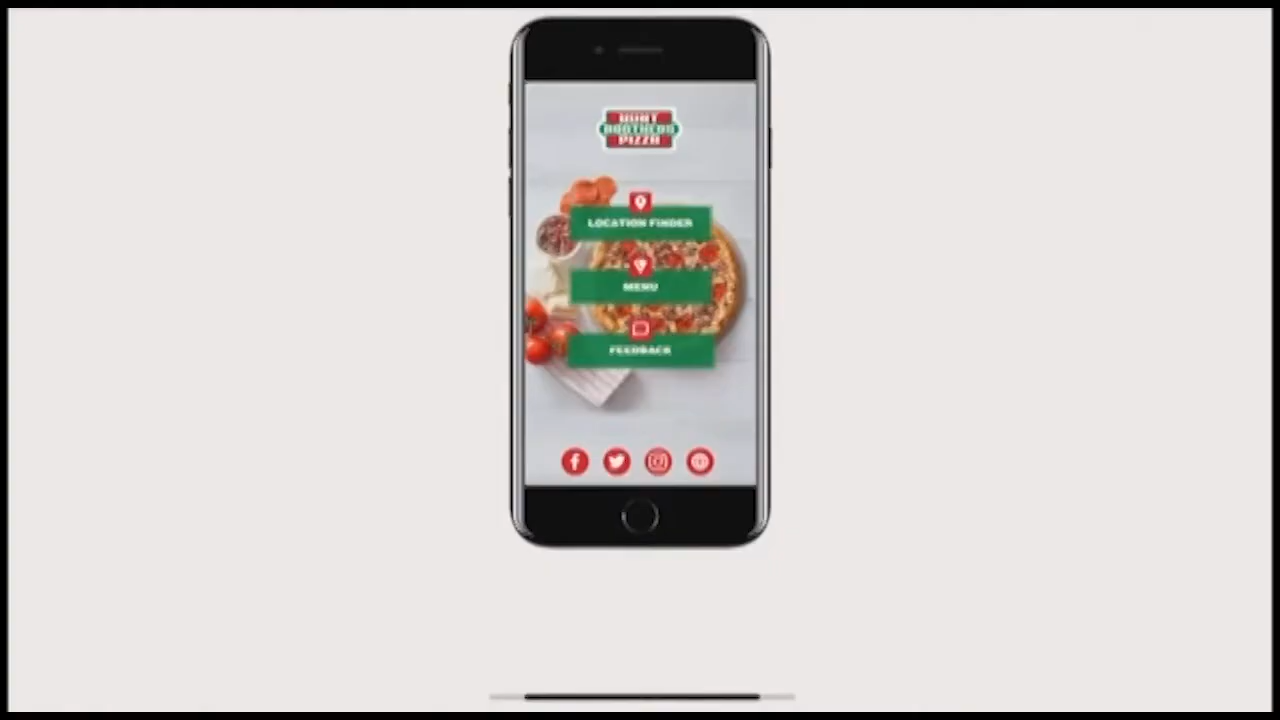 HUNT
BROTHERS
PIZZA
LOCATION FINDER
MENU
FEEDBACK